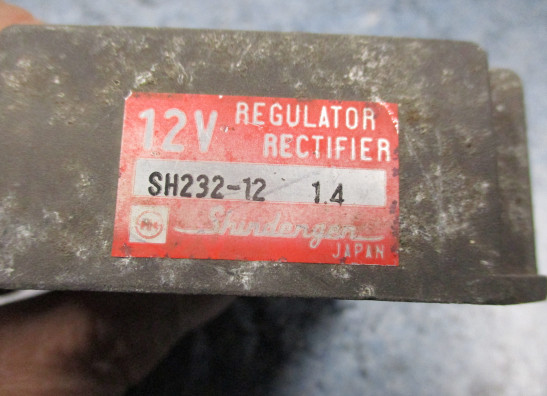 12V REGULATOR
RECTIFIER
SH232-12 1.4
Shindengen
JAPAN